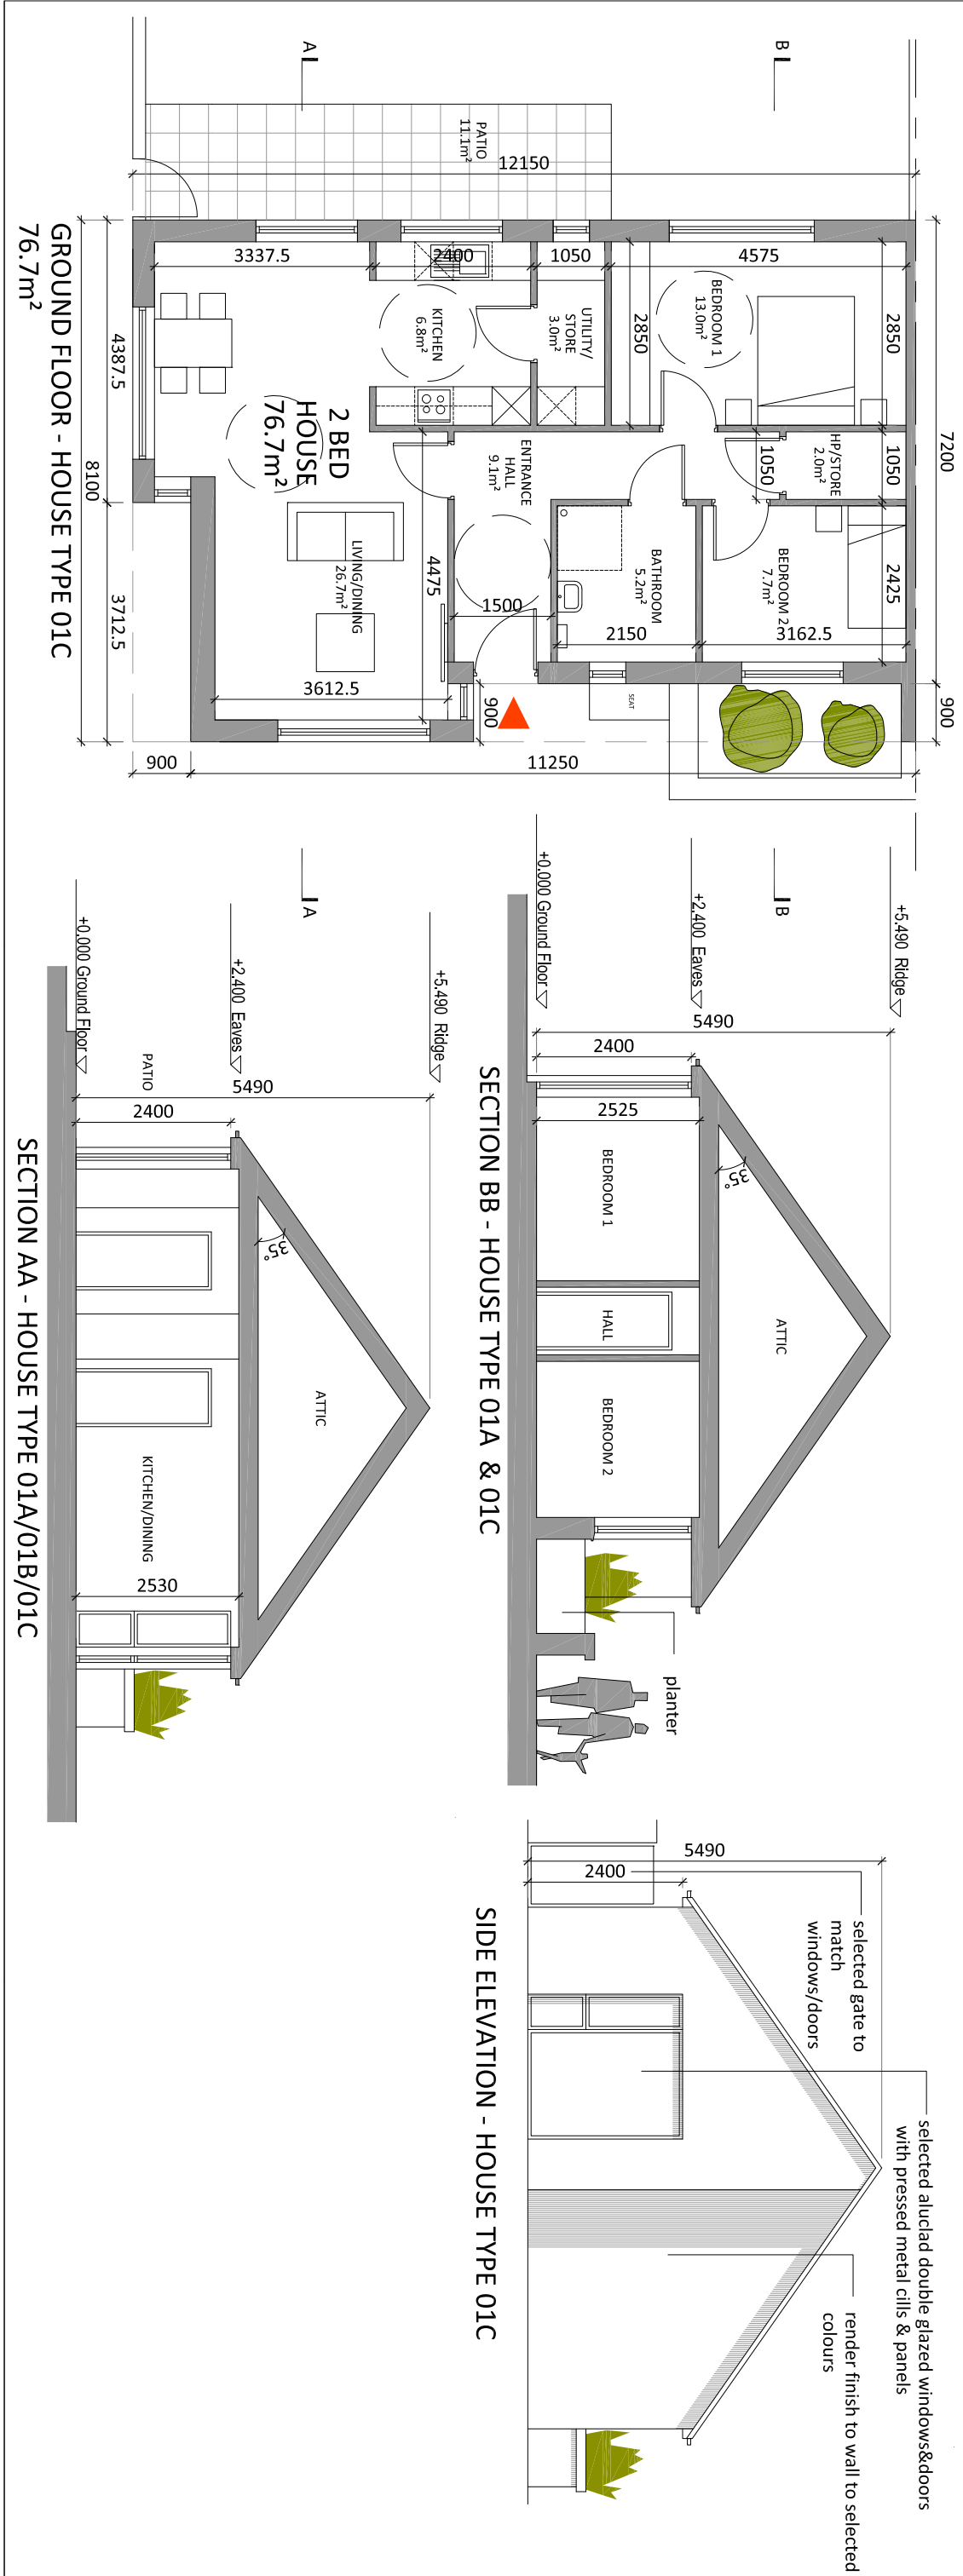 7200
900
B
A
12150
PATIO
11.1m²
4575
1050
2400
3337.5
2850
2850
BEDROOM 1
13.0m²
UTILITY/
STORE
3.0m²
KITCHEN
6.8m²
HP/STORE
2.0m²
1050
1050
2425
BEDROOM 2
7.7m²
3162.5
BATHROOM
5.2m²
2150
ENTRANCE
HALL
9.1m²
1500
2 BED
HOUSE
76.7m²
4475
LIVING/DINING
26.7m²
3612.5
900
SEAT
11250
900
4387.5
3712.5
8100
GROUND FLOOR - HOUSE TYPE 01C
76.7m²
B
A
+5.490 Ridge
+2.400 Eaves
+0.000 Ground Floor
5490
2400
2525
35°
ATTIC
BEDROOM 1
HALL
BEDROOM 2
planter
SECTION BB - HOUSE TYPE 01A & 01C
+5.490 Ridge
+2.400 Eaves
+0.000 Ground Floor
PATIO
5490
2400
35°
ATTIC
KITCHEN/DINING
2530
SECTION AA - HOUSE TYPE 01A/01B/01C
5490
2400
selected gate to
match
windows/doors
selected aluclad double glazed windows&doors
with pressed metal cills & panels
render finish to wall to selected
colours
SIDE ELEVATION - HOUSE TYPE 01C